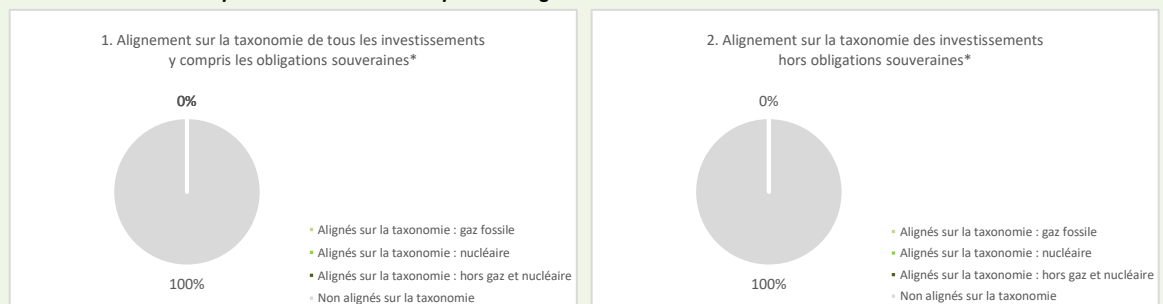 1. Alignement sur la taxonomie de tous les investissements
y compris les obligations souveraines*
0%
100%
▪ Alignés sur la taxonomie : gaz fossile
▪ Alignés sur la taxonomie : nucléaire
▪ Alignés sur la taxonomie : hors gaz et nucléaire
▪ Non alignés sur la taxonomie
2. Alignement sur la taxonomie des investissements
hors obligations souveraines*
0%
100%
▪ Alignés sur la taxonomie : gaz fossile
▪ Alignés sur la taxonomie : nucléaire
▪ Alignés sur la taxonomie : hors gaz et nucléaire
▪ Non alignés sur la taxonomie